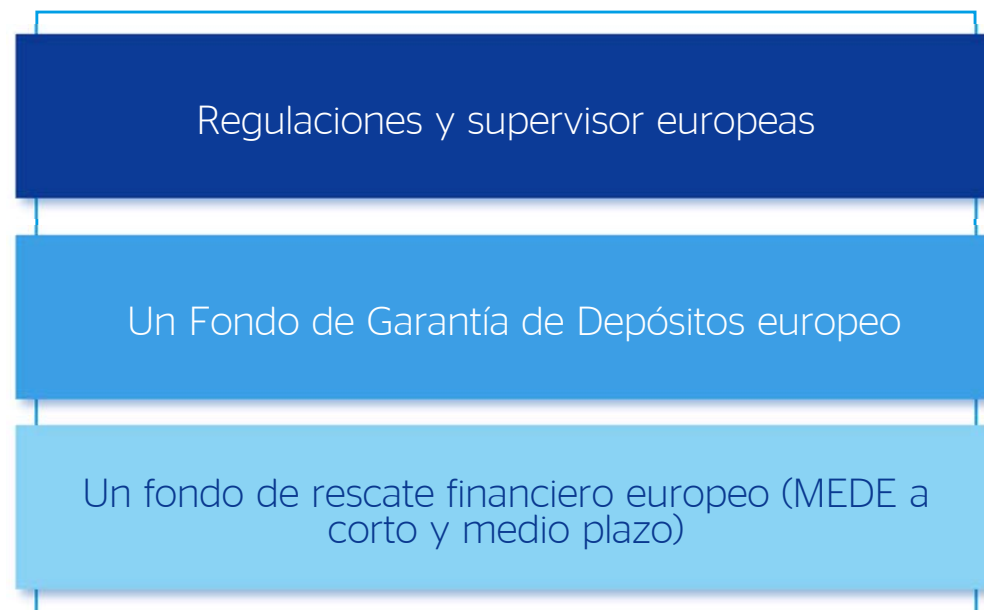 Regulaciones y supervisor europeas
Un Fondo de Garantía de Depósitos europeo
Un fondo de rescate financiero europeo (MEDE a
corto y medio plazo)